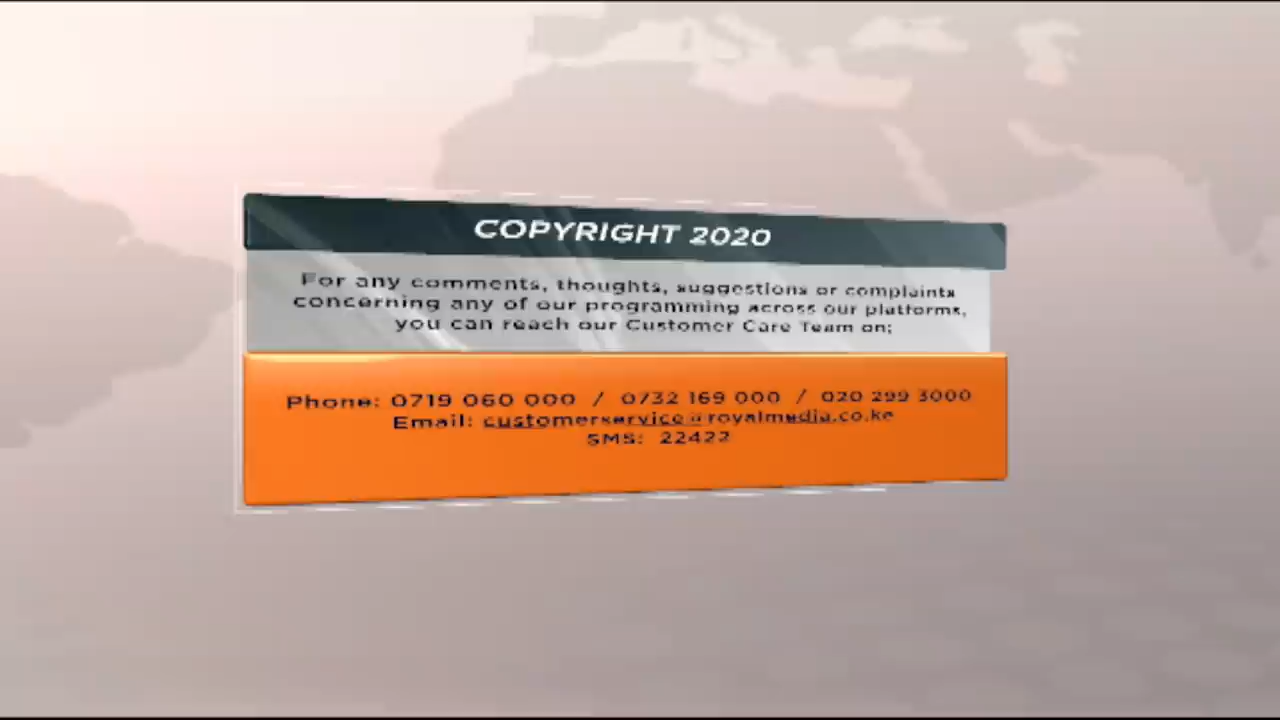 COPYRIGHT 2020
For any comments, thoughts, suggestions or complaints
concerning any of our programming across our platforms,
you can reach our Customer Care Team on;
Phone: 0719 060 000 / 0732 169 000 / 020 299 3000
Email: customerservice@royalmedia.co.ke
SMS: 22422